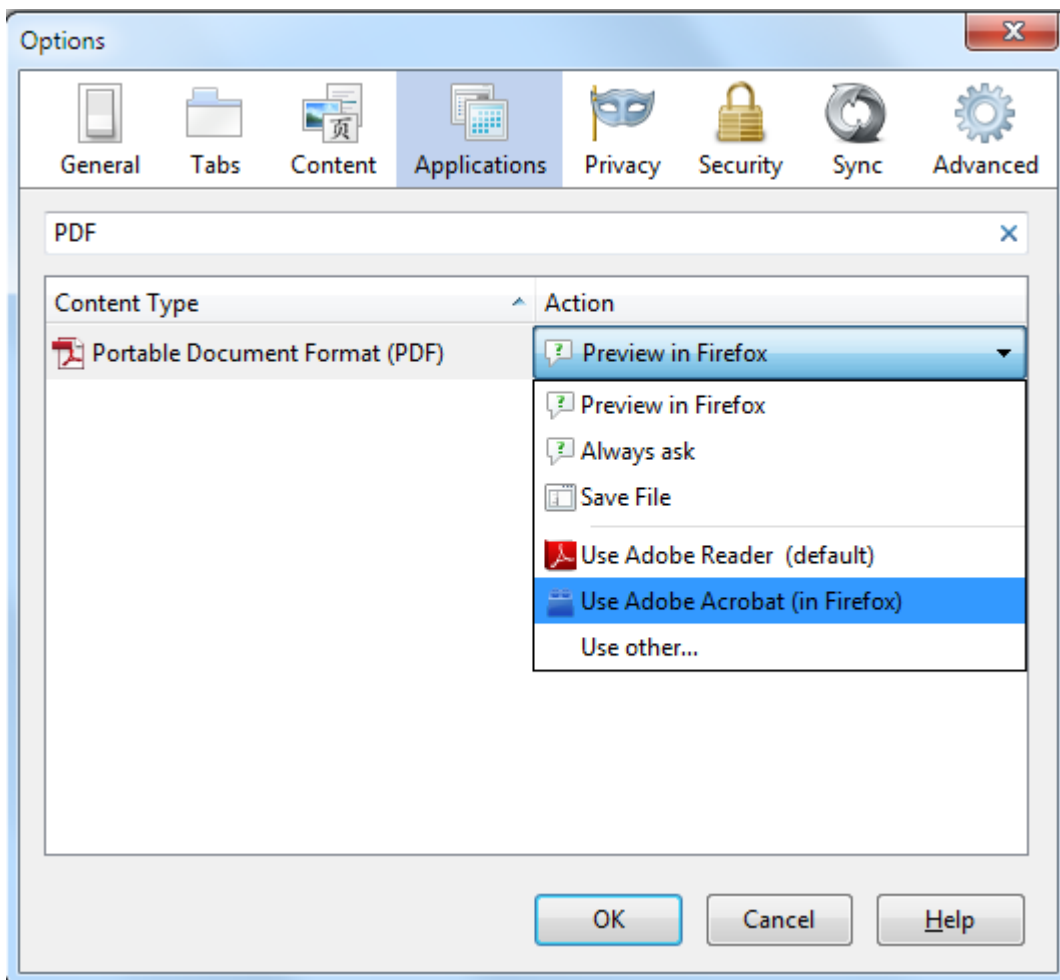 Options
General Tabs Content Applications Privacy Security Sync Advanced
页
PDF
Content Type Action
Portable Document Format (PDF) Preview in Firefox
Preview in Firefox
Always ask
Save File
Use Adobe Reader (default)
Use Adobe Acrobat (in Firefox)
Use other...
OK Cancel Help